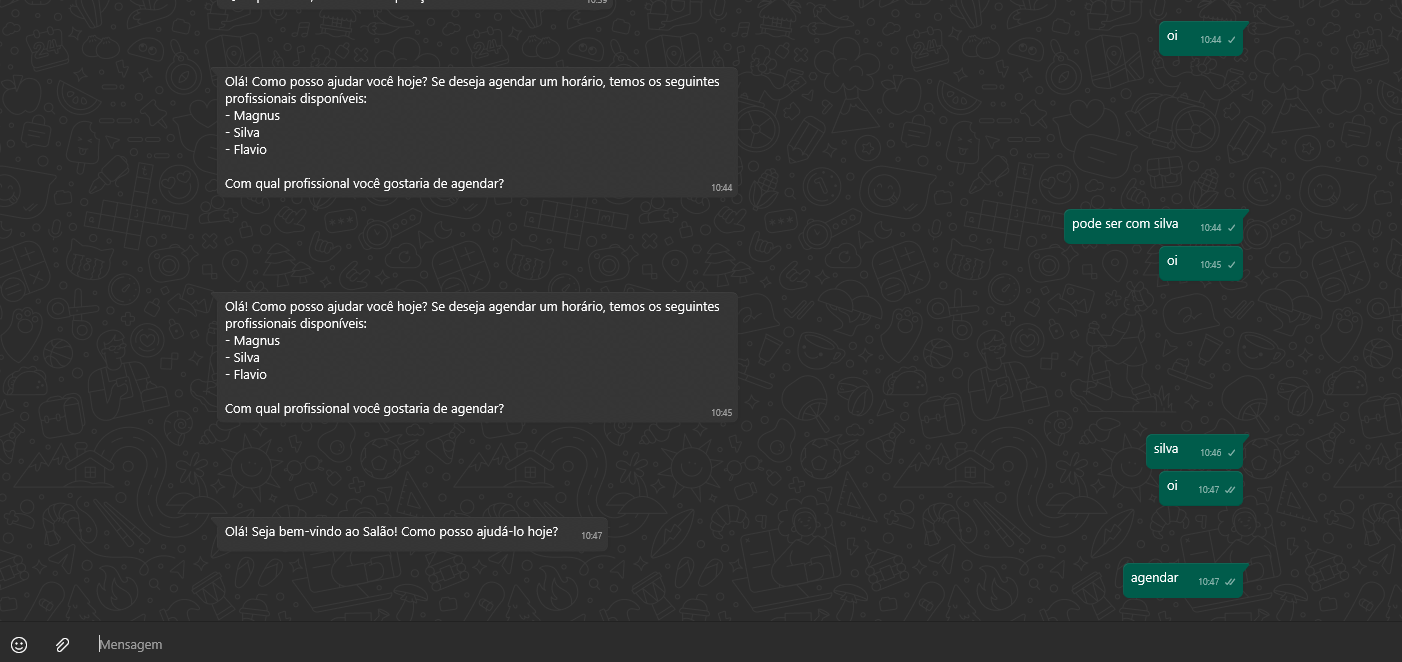 10:39
oi
10:44
Olá! Como posso ajudar você hoje? Se deseja agendar um horário, temos os seguintes
profissionais disponíveis:
- Magnus
- Silva
- Flavio
Com qual profissional você gostaria de agendar?
10:44
pode ser com silva
10:44
oi
10:45
Olá! Como posso ajudar você hoje? Se deseja agendar um horário, temos os seguintes
profissionais disponíveis:
- Magnus
- Silva
- Flavio
Com qual profissional você gostaria de agendar?
10:45
silva
10:46
oi
10:47
Olá! Seja bem-vindo ao Salão! Como posso ajudá-lo hoje?
10:47
agendar
10:47
Mensagem